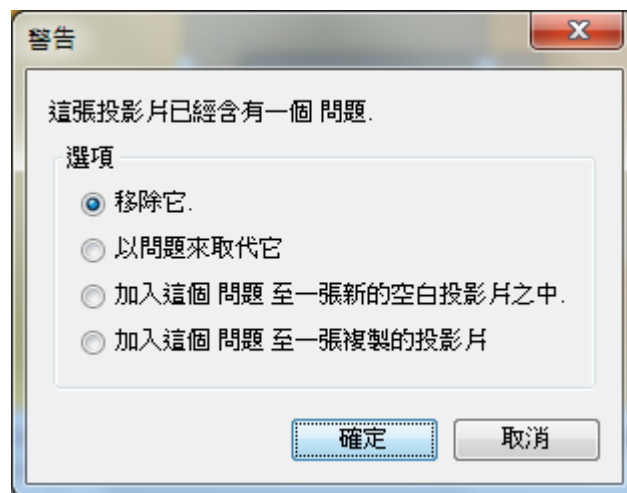 警告
這張投影片已經含有一個 問題.
選項
移除它.
以問題來取代它
加入這個 問題 至一張新的空白投影片之中.
加入這個 問題 至一張複製的投影片
確定
取消